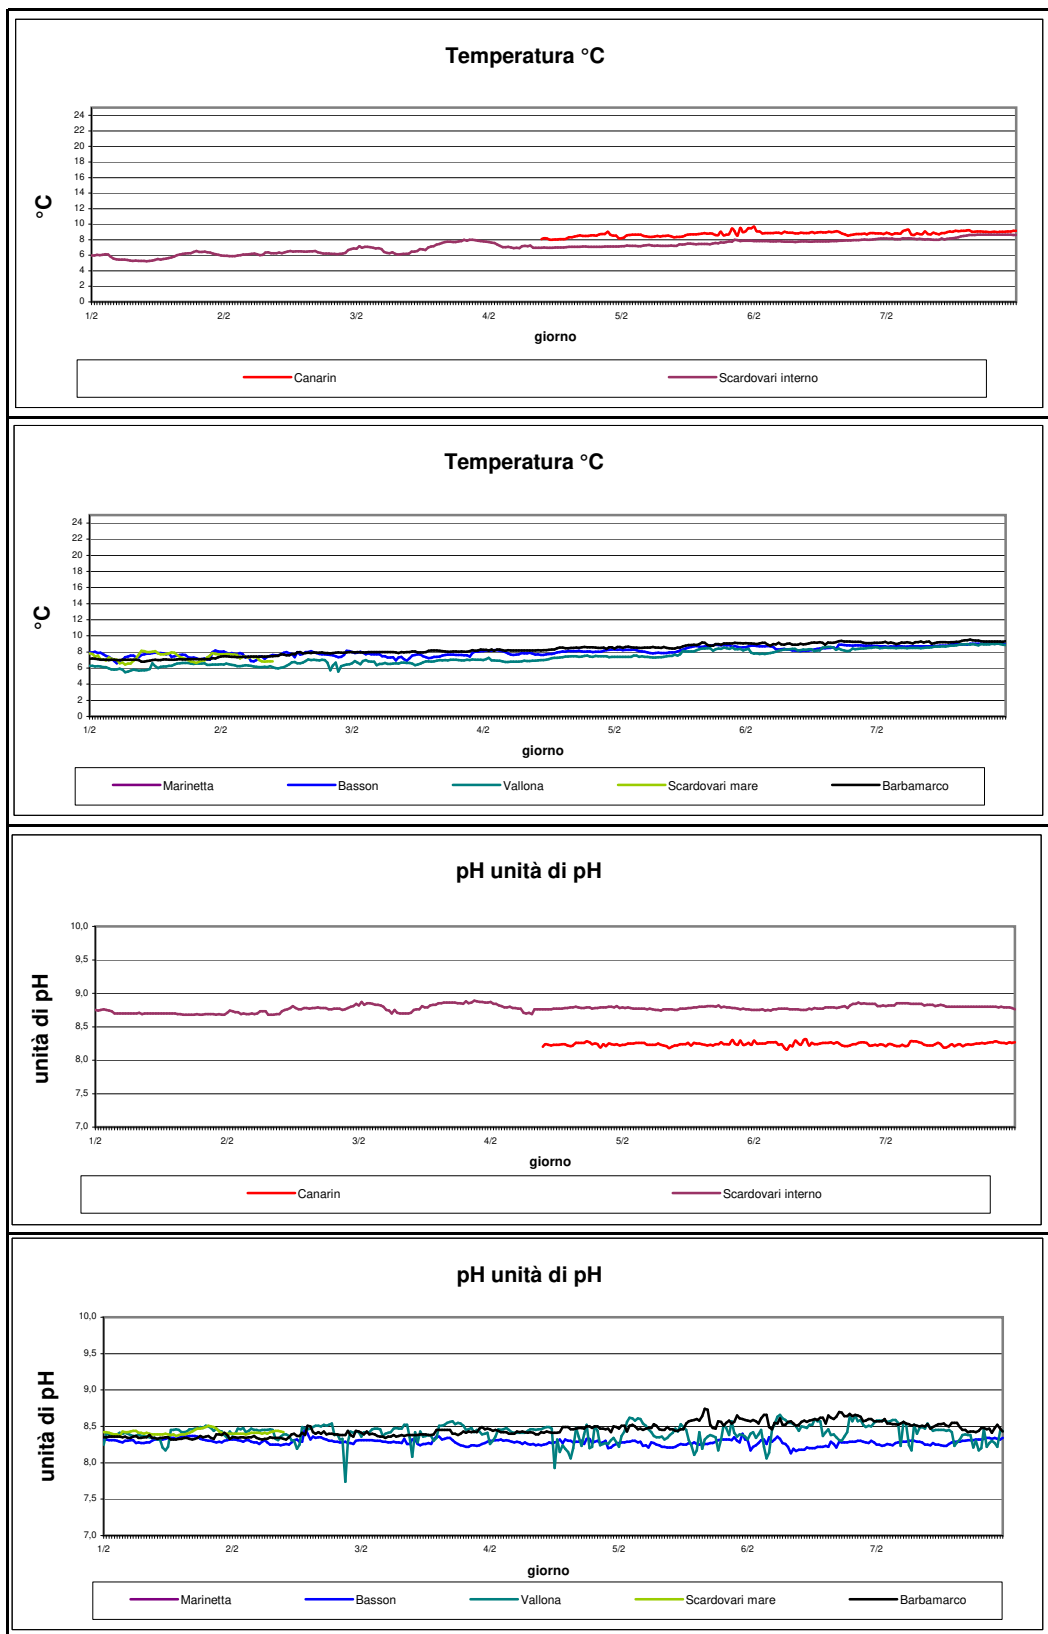 Temperatura °C
24
22
20
18
16
14
12
10
8
6
4
2
0
°C
1/2 2/2 3/2 4/2 5/2 6/2 7/2
giorno
Canarin Scardovari interno
Temperatura °C
24
22
20
18
16
14
12
10
8
6
4
2
0
°C
1/2 2/2 3/2 4/2 5/2 6/2 7/2
giorno
Marinetta Basson Vallona Scardovari mare Barbamarco
pH unità di pH
10,0
9,5
9,0
8,5
8,0
7,5
7,0
unità di pH
1/2 2/2 3/2 4/2 5/2 6/2 7/2
giorno
Canarin Scardovari interno
pH unità di pH
10,0
9,5
9,0
8,5
8,0
7,5
7,0
unità di pH
1/2 2/2 3/2 4/2 5/2 6/2 7/2
giorno
Marinetta Basson Vallona Scardovari mare Barbamarco